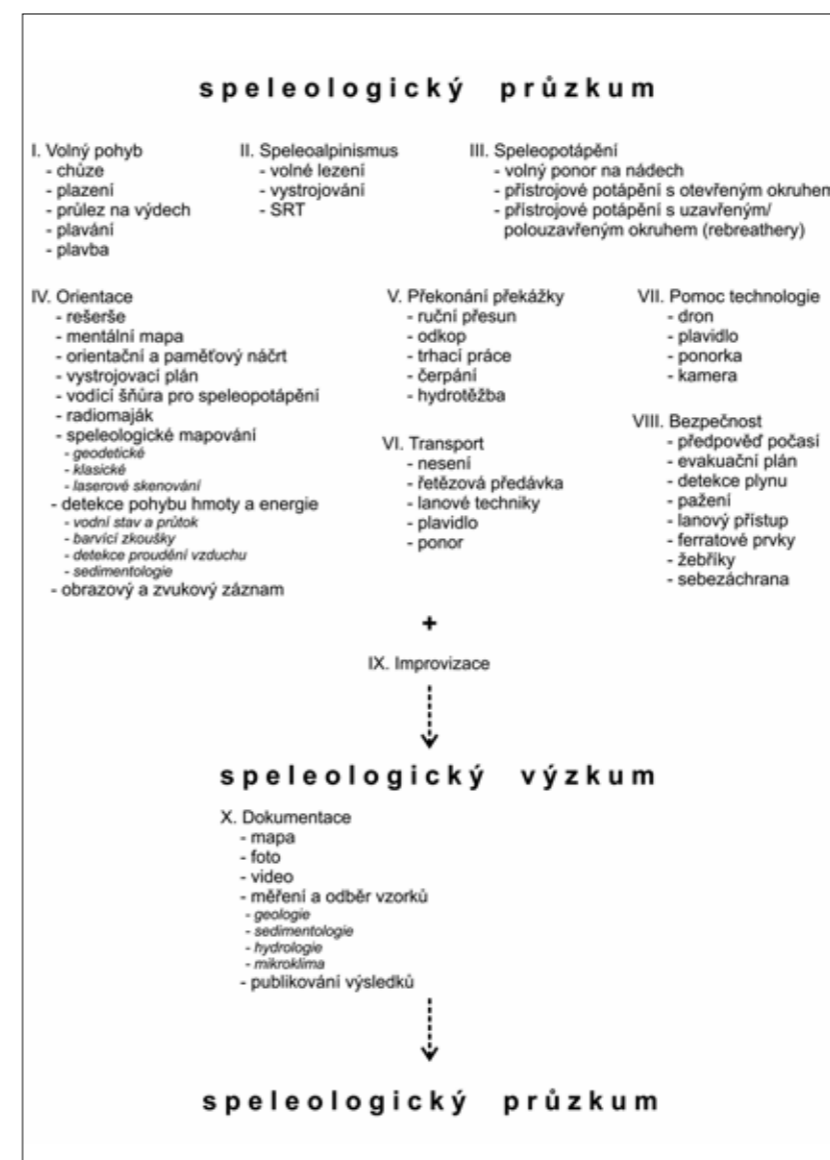 speleologický průzkum
I. Volný pohyb
- chůze
- plazení
- průlez na výdech
- plavání
- plavba
II. Speleoalpinismus
- volné lezení
- vystrojování
- SRT
III. Speleopotápění
- volný ponor na nádech
- přístrojové potápění s otevřeným okruhem
- přístrojové potápění s uzavřeným/
polouzavřeným okruhem (rebreathery)
IV. Orientace
- rešerše
- mentální mapa
- orientační a paměťový náčrt
- vystrojovací plán
- vodící šňůra pro speleopotápění
- radiomaják
- speleologické mapování
- geodetické
- klasické
- laserové skenování
- detekce pohybu hmoty a energie
- vodní stav a průtok
- barvící zkoušky
- detekce proudění vzduchu
- sedimentologie
- obrazový a zvukový záznam
V. Překonání překážky
- ruční přesun
- odkop
- trhací práce
- čerpání
- hydrotěžba
VI. Transport
- nesení
- řetězová předávka
- lanové techniky
- plavidlo
- ponor
VII. Pomoc technologie
- dron
- plavidlo
- ponorka
- kamera
VIII. Bezpečnost
- předpověď počasí
- evakuační plán
- detekce plynu
- pažení
- lanový přístup
- ferratové prvky
- žebříky
- sebezáchrana
+
IX. Improvizace
speleologický výzkum
X. Dokumentace
- mapa
- foto
- video
- měření a odběr vzorků
- geologie
- sedimentologie
- hydrologie
- mikroklima
- publikování výsledků
speleologický průzkum